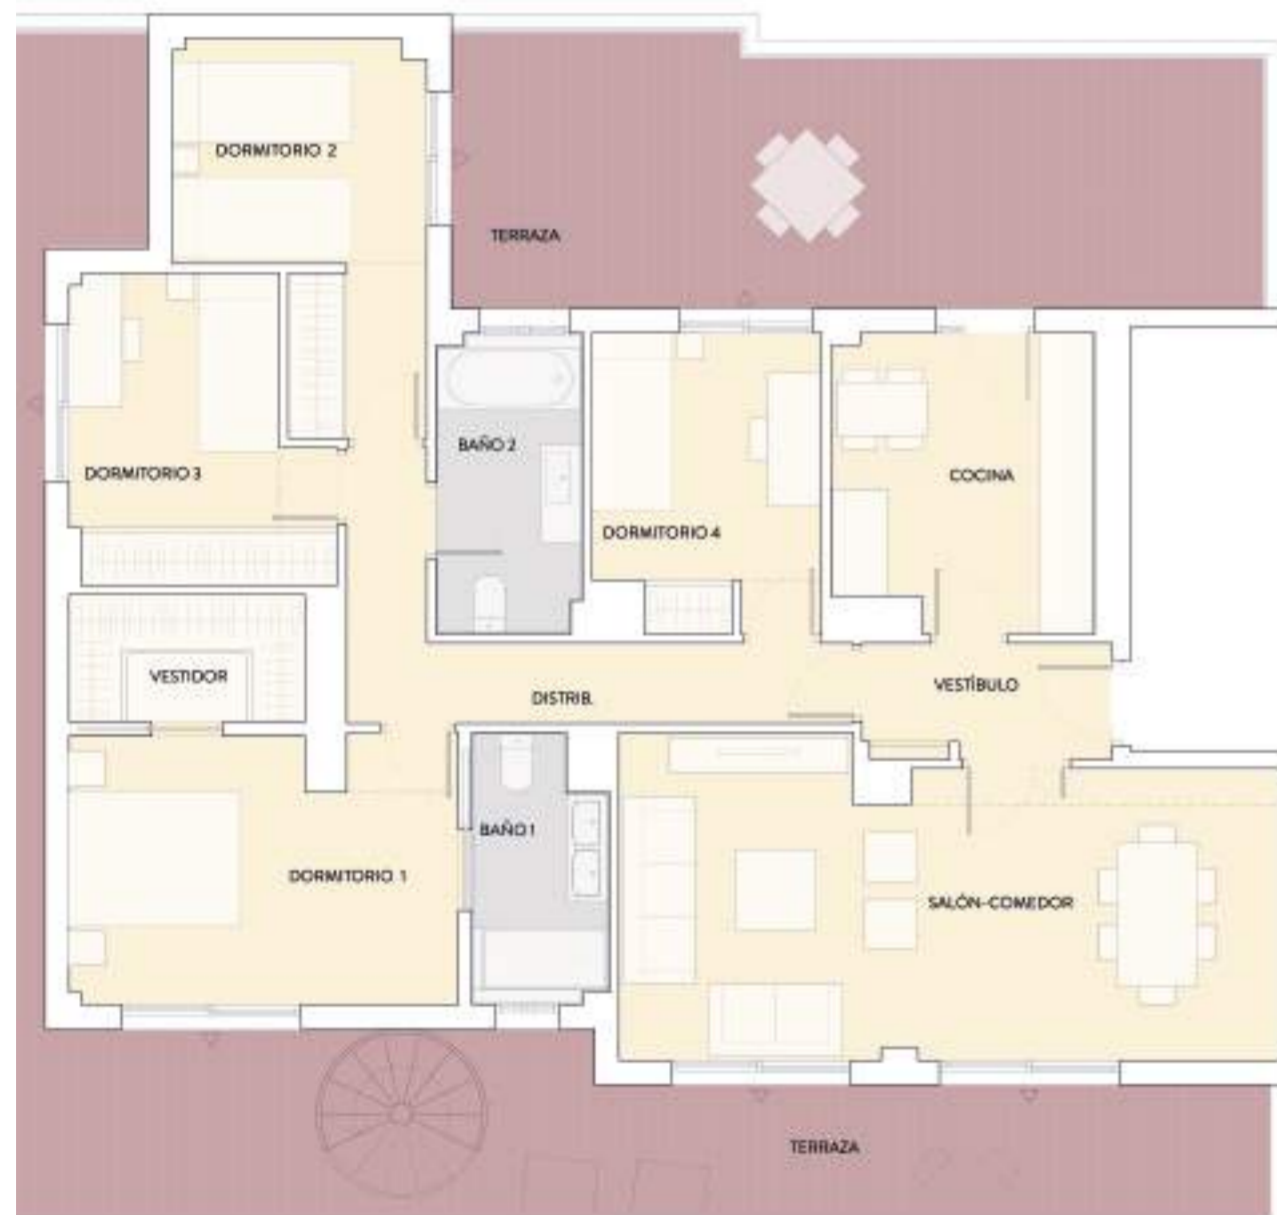 DORMITORIO 2
TERRAZA
DORMITORIO 3
BAÑO 2
DORMITORIO 4
COCINA
VESTIDOR
DISTRIB.
VESTÍBULO
BAÑO 1
DORMITORIO 1
SALÓN-COMEDOR
TERRAZA